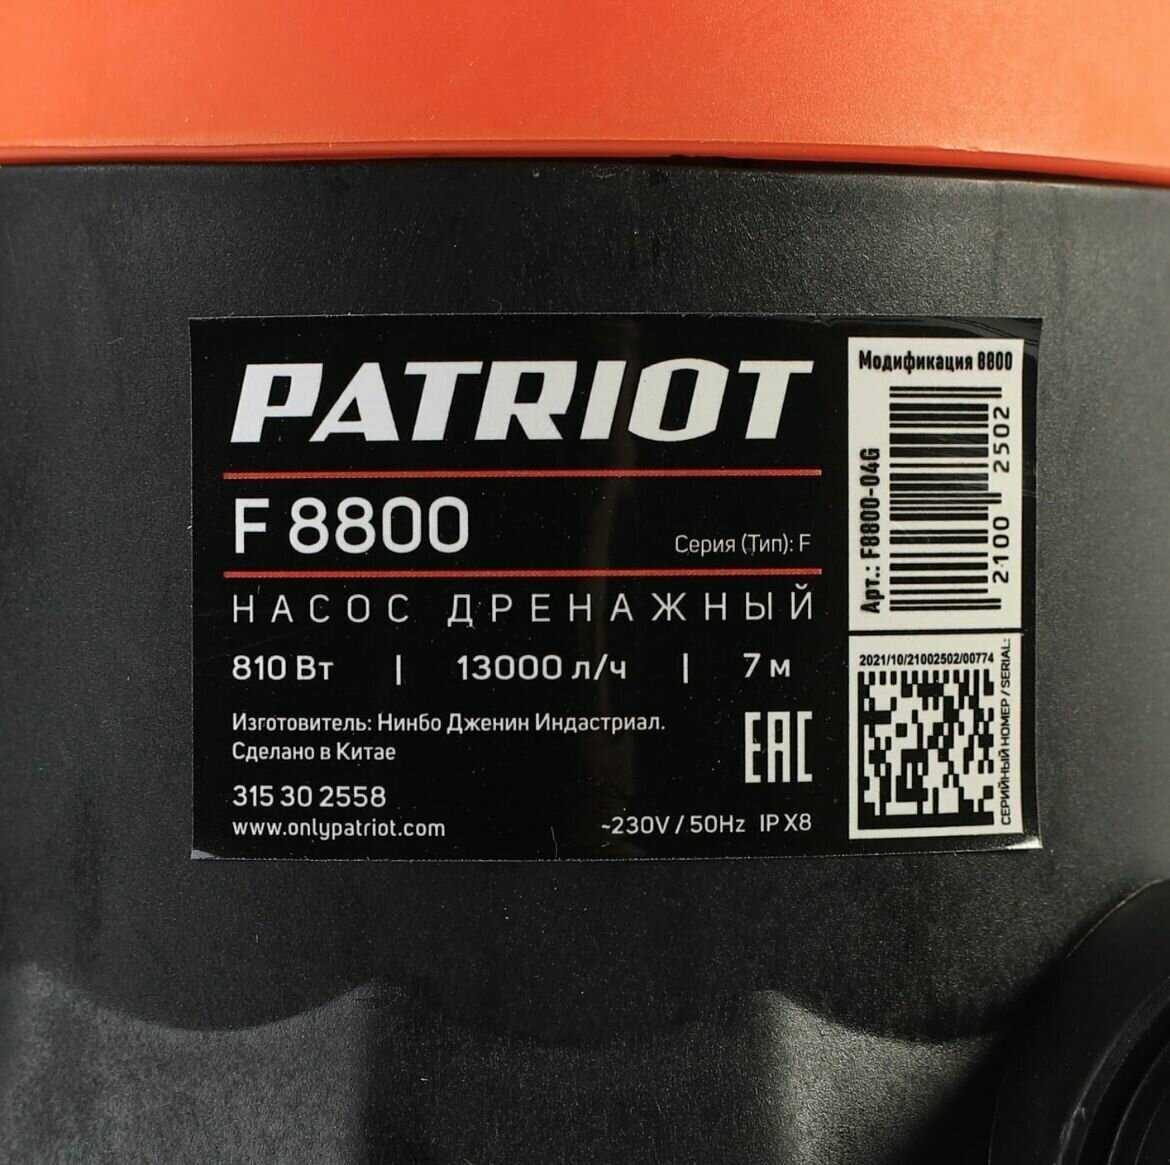 PATRIOT
F 8800
Серия (Тип): F
НАСОС ДРЕНАЖНЫЙ
810 Вт | 13000 л/ч | 7 м
Изготовитель: Нинбо Дженин Индастриал.
Сделано в Китае
EAC
315 30 2558
www.onlypatriot.com
~230V / 50Hz IP X8
Модификация 8800
Арт.: F8800-04G
2100 2502
2021/10/21002502/00774
СЕРИЙНЫЙ НОМЕР / SERIAL: